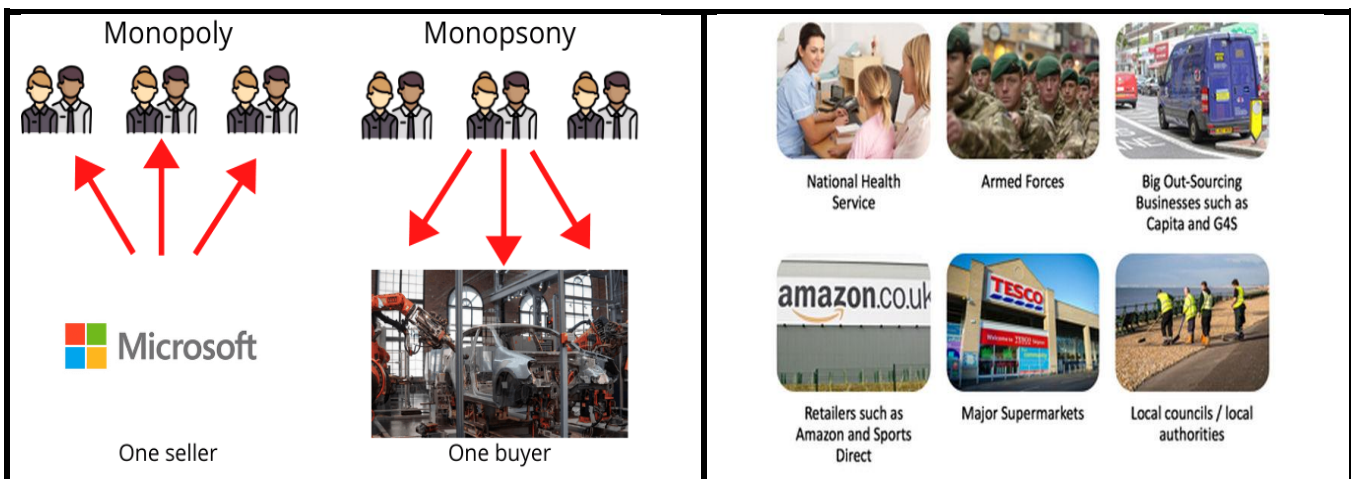 Monopoly
Monopsony
Microsoft
One seller
One buyer
National Health
Service
Armed Forces
Big Out-Sourcing
Businesses such as
Capita and G4S
amazon.co.uk
Retailers such as
Amazon and Sports
Direct
TESCO
Major Supermarkets
Local councils / local
authorities